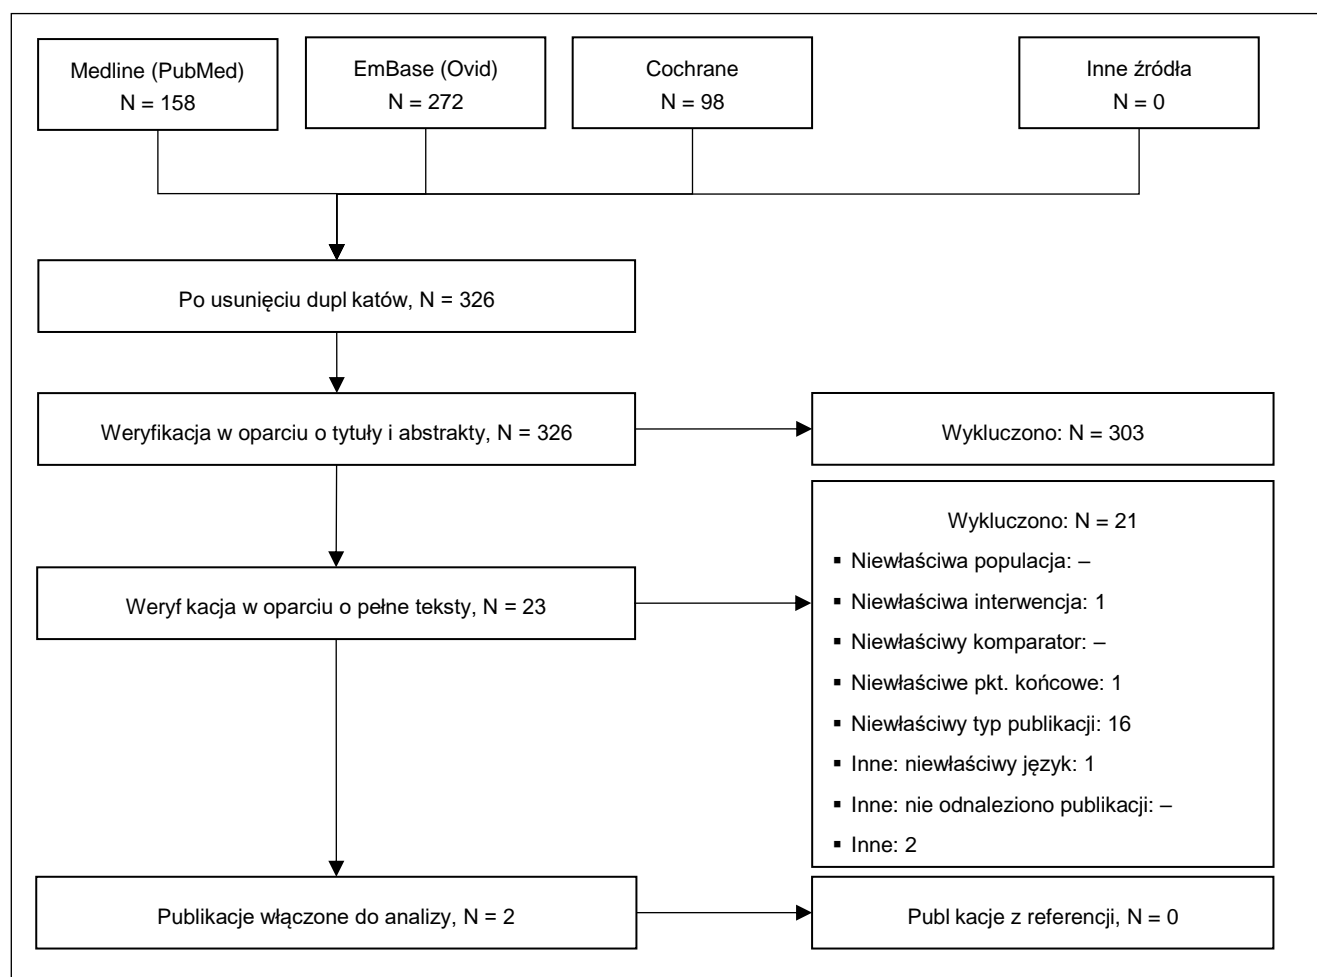 Medline (PubMed)
N = 158
EmBase (Ovid)
N = 272
Cochrane
N = 98
Inne źródła
N = 0
Po usunięciu dupl katów, N = 326
Weryfikacja w oparciu o tytuły i abstrakty, N = 326
Wykluczono: N = 303
Weryf kacja w oparciu o pełne teksty, N = 23
Wykluczono: N = 21
▪ Niewłaściwa populacja: –
▪ Niewłaściwa interwencja: 1
▪ Niewłaściwy komparator: –
▪ Niewłaściwe pkt. końcowe: 1
▪ Niewłaściwy typ publikacji: 16
▪ Inne: niewłaściwy język: 1
▪ Inne: nie odnaleziono publikacji: –
▪ Inne: 2
Publikacje włączone do analizy, N = 2
Publ kacje z referencji, N = 0